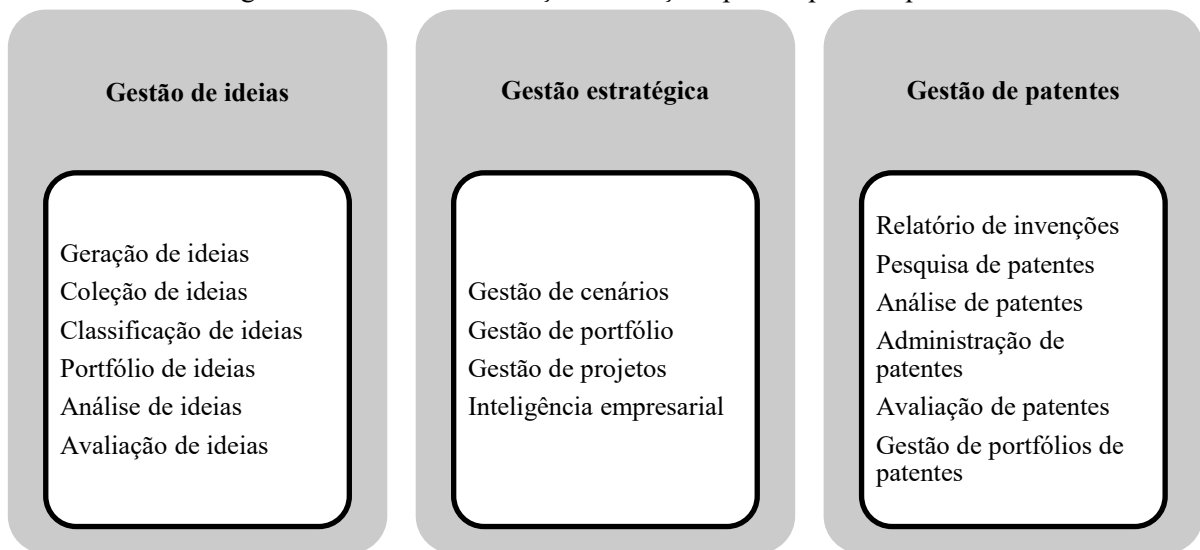 Gestão de ideias
Geração de ideias
Coleção de ideias
Classificação de ideias
Portfólio de ideias
Análise de ideias
Avaliação de ideias
Gestão estratégica
Gestão de cenários
Gestão de portfólio
Gestão de projetos
Inteligência empresarial
Gestão de patentes
Relatório de invenções
Pesquisa de patentes
Análise de patentes
Administração de
patentes
Avaliação de patentes
Gestão de portfólios de
patentes